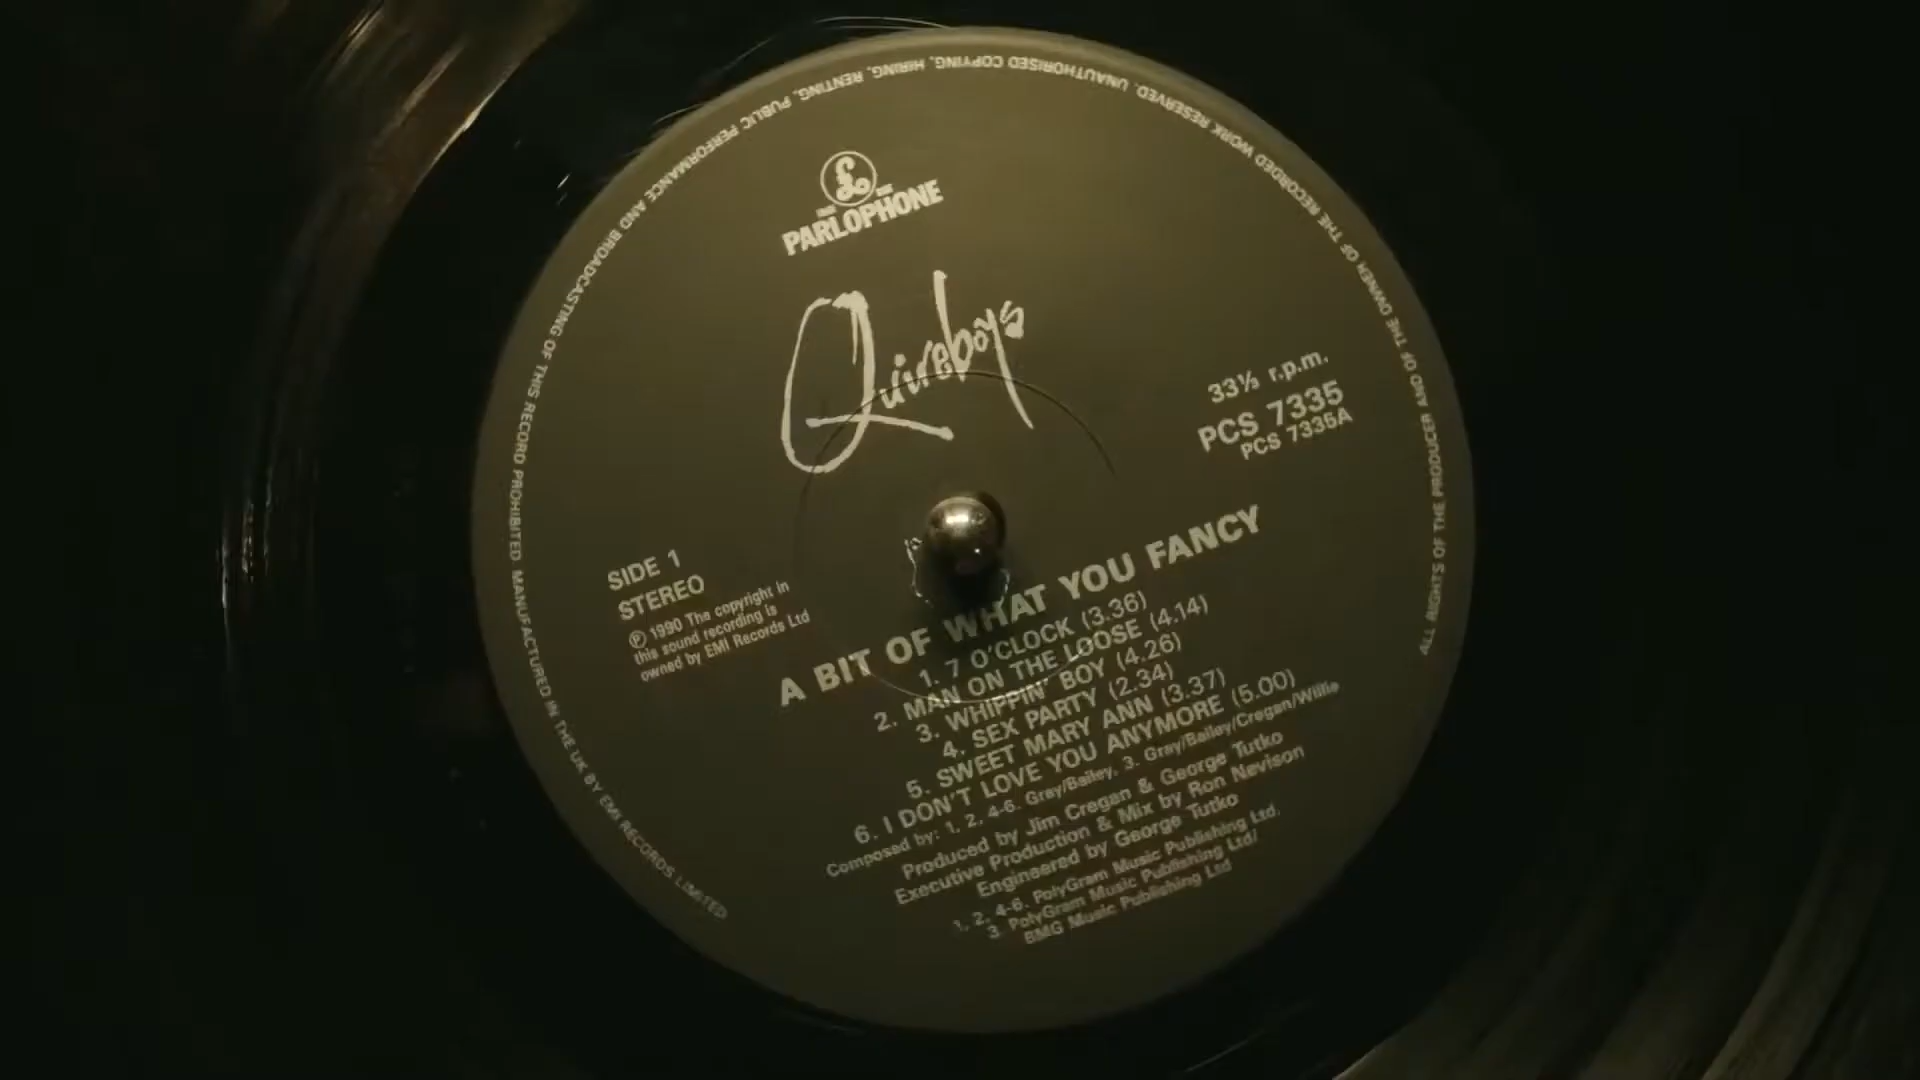 £
PARLOPHONE
Quireboys
33⅓ r.p.m.
PCS 7335
PCS 7335A
SIDE 1
STEREO
℗ 1990 The copyright in
this sound recording is
owned by EMI Records Ltd
A BIT OF WHAT YOU FANCY
1. 7 O'CLOCK (3.36)
2. MAN ON THE LOOSE (4.14)
3. WHIPPIN' BOY (4.26)
4. SEX PARTY (2.34)
5. SWEET MARY ANN (3.37)
6. I DON'T LOVE YOU ANYMORE (5.00)
Composed by: 1, 2, 4-6. Gray/Bailey, 3. Gray/Bailey/Cregan/Willie
Produced by Jim Cregan & George Tutko
Executive Production & Mix by Ron Nevison
Engineered by George Tutko
1, 2, 4-6. PolyGram Music Publishing Ltd.
3. PolyGram Music Publishing Ltd/
BMG Music Publishing Ltd
ALL RIGHTS OF THE PRODUCER AND OF THE OWNER OF THE RECORDED WORK RESERVED. UNAUTHORISED COPYING, HIRING, RENTING, PUBLIC PERFORMANCE AND BROADCASTING OF THIS RECORD PROHIBITED. MANUFACTURED IN THE UK BY EMI RECORDS LIMITED